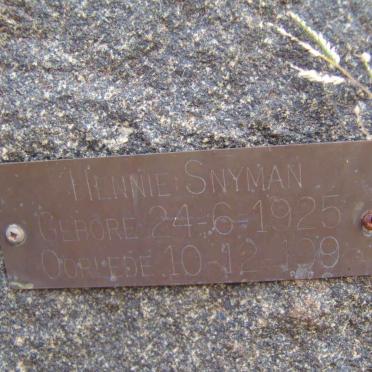 HENNIE SNYMAN
GEBORE 24-6-1925
OORLEDE 10-12-